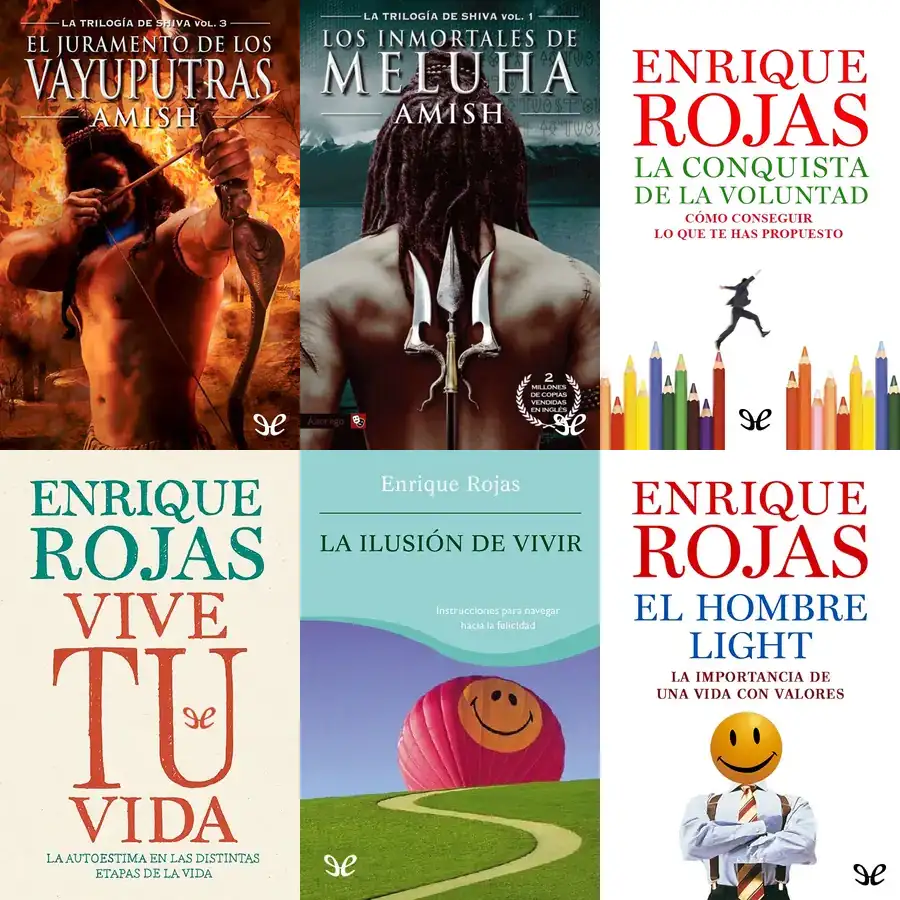 LA TRILOGÍA DE SHIVA VOL. 3
EL JURAMENTO DE LOS
VAYUPUTRAS
AMISH
LA TRILOGÍA DE SHIVA VOL. 1
LOS INMORTALES DE
MELUHA
AMISH
2
MILLONES
DE COPIAS
VENDIDAS
EN INGLÉS
ENRIQUE
ROJAS
LA CONQUISTA
DE LA VOLUNTAD
CÓMO CONSEGUIR
LO QUE TE HAS PROPUESTO
ENRIQUE
ROJAS
VIVE
TU
VIDA
LA AUTOESTIMA EN LAS DISTINTAS
ETAPAS DE LA VIDA
Enrique Rojas
LA ILUSIÓN DE VIVIR
Instrucciones para navegar
hacia la felicidad
ENRIQUE
ROJAS
EL HOMBRE
LIGHT
LA IMPORTANCIA DE
UNA VIDA CON VALORES